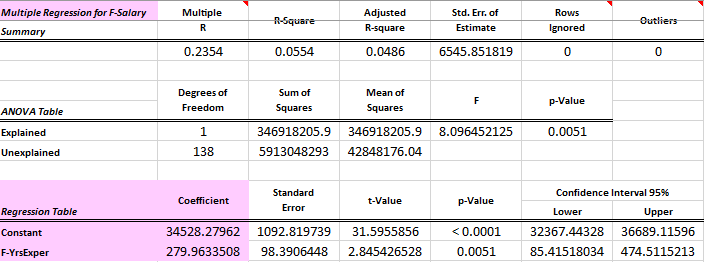 Multiple Regression for F-Salary Multiple R-Square Adjusted Std. Err. of Rows Outliers
Summary R R-square Estimate Ignored
0.2354 0.0554 0.0486 6545.851819 0 0
Degrees of Sum of Mean of F p-Value
ANOVA Table Freedom Squares Squares
Explained 1 346918205.9 346918205.9 8.096452125 0.0051
Unexplained 138 5913048293 42848176.04
Coefficient Standard t-Value p-Value Confidence Interval 95%
Regression Table Error Lower Upper
Constant 34528.27962 1092.819739 31.5955856 < 0.0001 32367.44328 36689.11596
F-YrsExper 279.9633508 98.3906448 2.845426528 0.0051 85.41518034 474.5115213